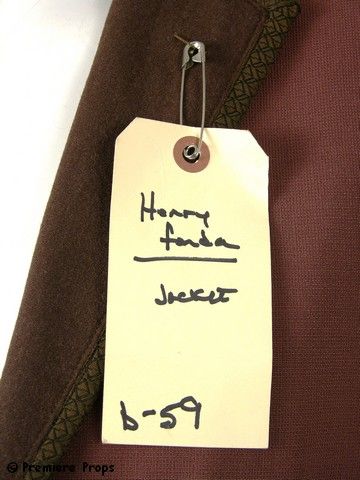 Henry
fonda
Jacket
D-59
© Premiere Props